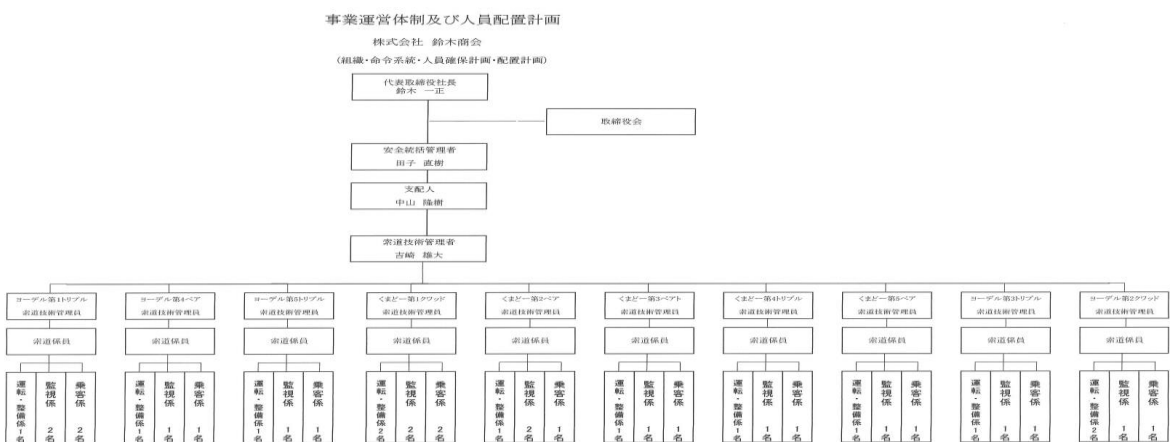 事業運営体制及び人員配置計画
株式会社 鈴木商会
(組織・命令系統・人員確保計画・配置計画)
代表取締役社長
鈴木 一正
取締役会
安全統括管理者
田子 直樹
支配人
中山 隆樹
索道技術管理者
吉崎 雄大
ヨーデル第1トリプル
索道技術管理員
ヨーデル第4ペア
索道技術管理員
ヨーデル第5トリプル
索道技術管理員
くまどー第1クワッド
索道技術管理員
くまどー第2ペア
索道技術管理員
くまどー第3ペアト
索道技術管理員
くまどー第4トリプル
索道技術管理員
くまどー第5ペア
索道技術管理員
ヨーデル第3トリプル
索道技術管理員
ヨーデル第2クワッド
索道技術管理員
索道係員
索道係員
索道係員
索道係員
索道係員
索道係員
索道係員
索道係員
索道係員
索道係員
運転・整備係1名
監視係 2名
乗客係 2名
運転・整備係1名
監視係 1名
乗客係 1名
運転・整備係1名
監視係 1名
乗客係 1名
運転・整備係2名
監視係 2名
乗客係 2名
運転・整備係1名
監視係 2名
乗客係 1名
運転・整備係1名
監視係 1名
乗客係 1名
運転・整備係1名
監視係 1名
乗客係 1名
運転・整備係1名
監視係 1名
乗客係 1名
運転・整備係1名
監視係 1名
乗客係 1名
運転・整備係2名
監視係 1名
乗客係 1名